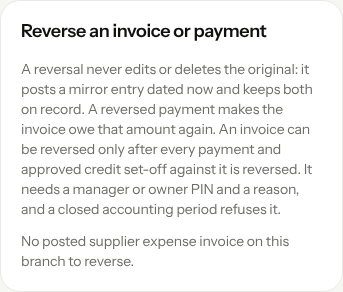 Reverse an invoice or payment
A reversal never edits or deletes the original: it
posts a mirror entry dated now and keeps both
on record. A reversed payment makes the
invoice owe that amount again. An invoice can
be reversed only after every payment and
approved credit set-off against it is reversed. It
needs a manager or owner PIN and a reason,
and a closed accounting period refuses it.
No posted supplier expense invoice on this
branch to reverse.